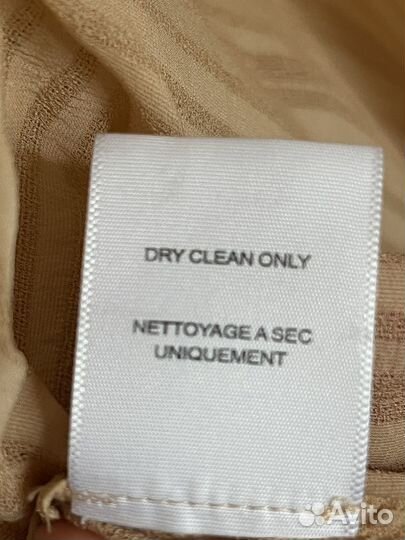 DRY CLEAN ONLY
NETTOYAGE A SEC
UNIQUEMENT
Avito